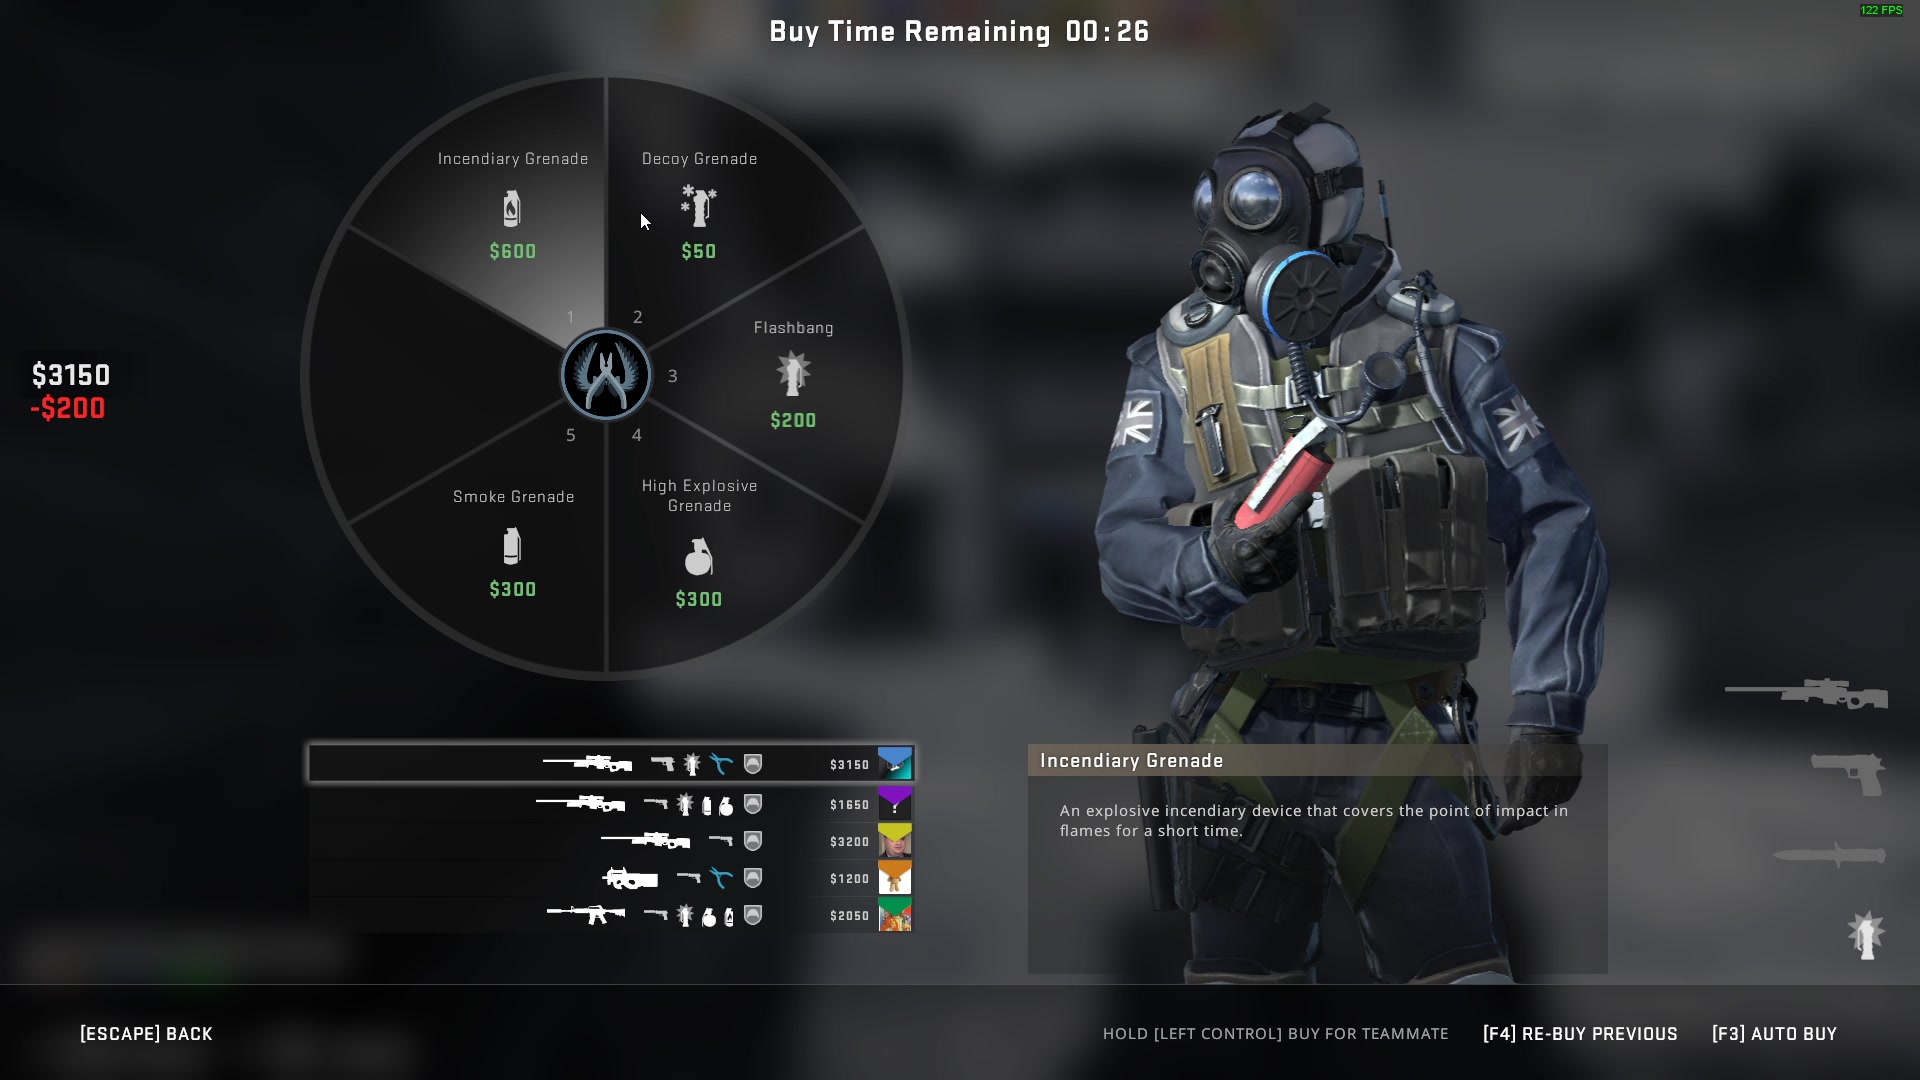 122 FPS
Buy Time Remaining 00:26
Incendiary Grenade
$600
1
Decoy Grenade
$50
2
Flashbang
$200
3
High Explosive
Grenade
$300
4
Smoke Grenade
$300
5
$3150
-$200
$3150
$1650
$3200
$1200
$2050
Incendiary Grenade
An explosive incendiary device that covers the point of impact in
flames for a short time.
[ESCAPE] BACK
HOLD [LEFT CONTROL] BUY FOR TEAMMATE
[F4] RE-BUY PREVIOUS
[F3] AUTO BUY